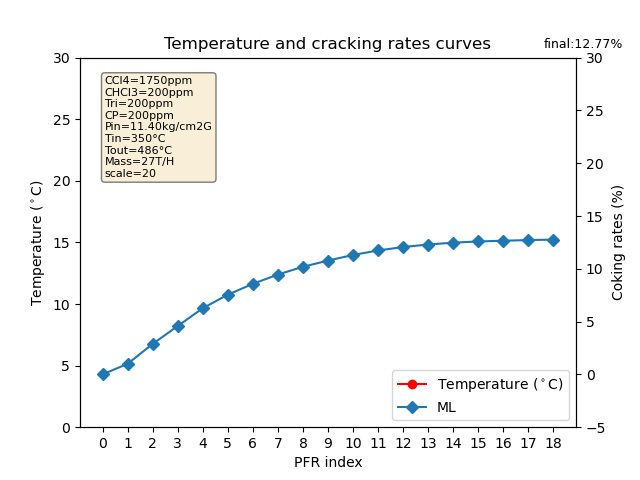 Temperature and cracking rates curves
final:12.77%
CCl4=1750ppm
CHCl3=200ppm
Tri=200ppm
CP=200ppm
Pin=11.40kg/cm2G
Tin=350°C
Tout=486°C
Mass=27T/H
scale=20
30
25
20
15
10
5
0
Temperature (°C)
30
25
20
15
10
5
0
−5
Coking rates (%)
Temperature (°C)
ML
0 1 2 3 4 5 6 7 8 9 10 11 12 13 14 15 16 17 18
PFR index